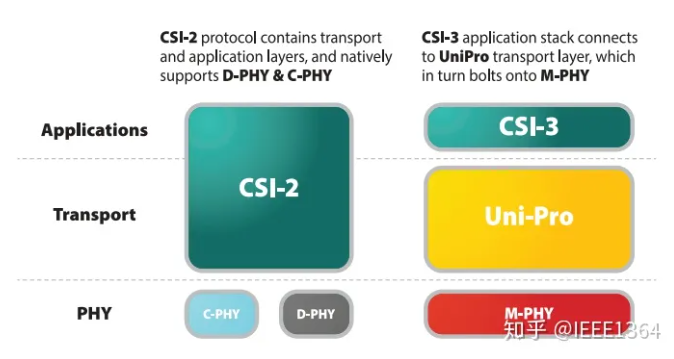 CSI-2 protocol contains transport
and application layers, and natively
supports D-PHY & C-PHY
CSI-3 application stack connects
to UniPro transport layer, which
in turn bolts onto M-PHY
Applications
CSI-3
CSI-2
Transport
Uni-Pro
PHY
C-PHY
D-PHY
M-PHY
知乎 @IEEE1364